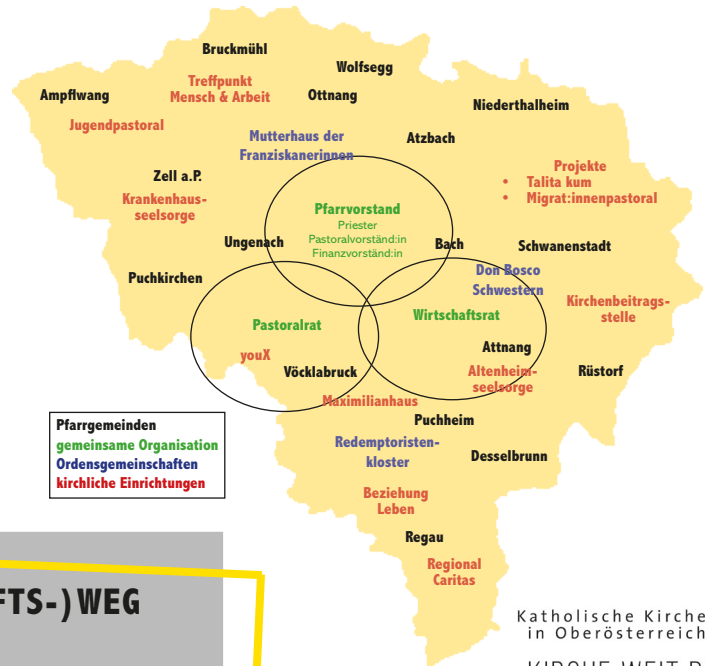 Bruckmühl
Wolfsegg
Ampflwang
Treffpunkt
Mensch & Arbeit
Ottnang
Niederthalheim
Jugendpastoral
Mutterhaus der
Franziskanerinnen
Atzbach
Zell a.P.
Krankenhaus-
seelsorge
Projekte
• Talita kum
• Migrat:innenpastoral
Pfarrvorstand
Priester
Pastoralvorständ:in
Finanzvorständ:in
Ungenach
Bach
Schwanenstadt
Puchkirchen
Don Bosco
Schwestern
Kirchenbeitrags-
stelle
Pastoralrat
Wirtschaftsrat
youX
Vöcklabruck
Attnang
Altenheim-
seelsorge
Rüstorf
Maximilianhaus
Puchheim
Pfarrgemeinden
gemeinsame Organisation
Ordensgemeinschaften
kirchliche Einrichtungen
Redemptoristen-
kloster
Desselbrunn
Beziehung
Leben
Regau
Regional
Caritas
FTS-) WEG
Katholische Kirche
in Oberösterreich